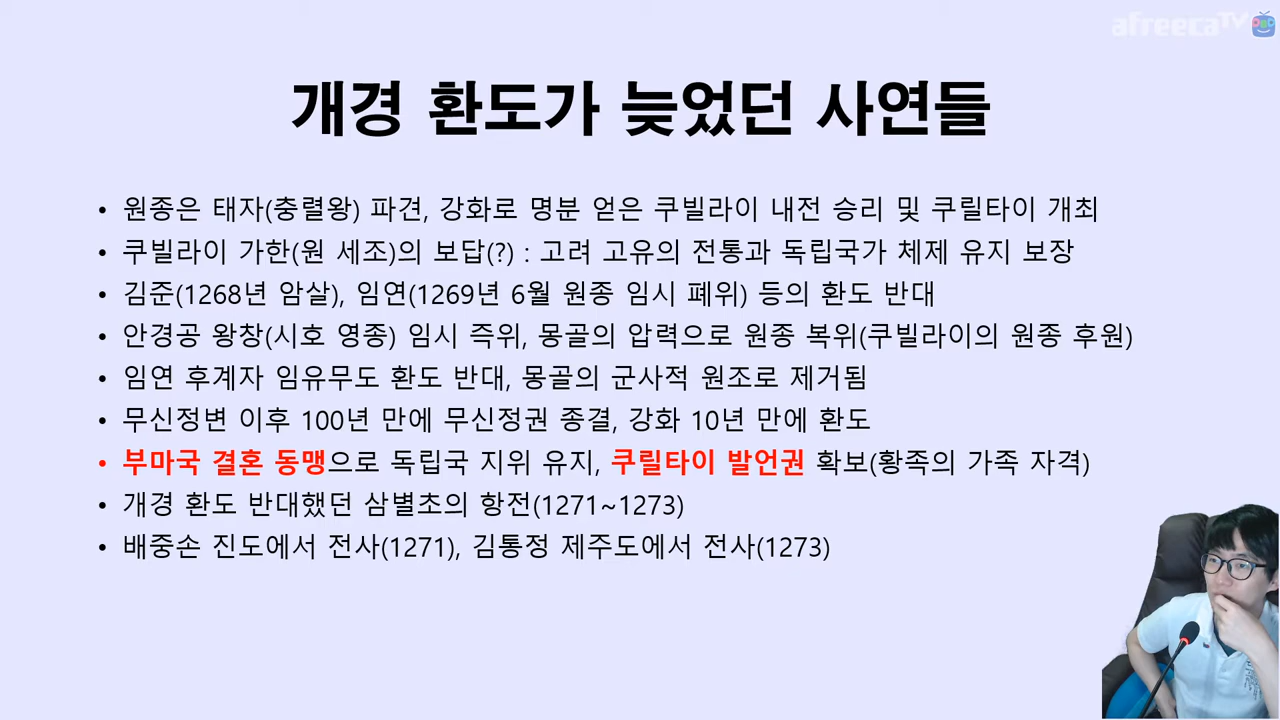 afreecaTV
개경 환도가 늦었던 사연들
• 원종은 태자(충렬왕) 파견, 강화로 명분 얻은 쿠빌라이 내전 승리 및 쿠릴타이 개최
• 쿠빌라이 가한(원 세조)의 보답(?) : 고려 고유의 전통과 독립국가 체제 유지 보장
• 김준(1268년 암살), 임연(1269년 6월 원종 임시 폐위) 등의 환도 반대
• 안경공 왕창(시호 영종) 임시 즉위, 몽골의 압력으로 원종 복위(쿠빌라이의 원종 후원)
• 임연 후계자 임유무도 환도 반대, 몽골의 군사적 원조로 제거됨
• 무신정변 이후 100년 만에 무신정권 종결, 강화 10년 만에 환도
• 부마국 결혼 동맹으로 독립국 지위 유지, 쿠릴타이 발언권 확보(황족의 가족 자격)
• 개경 환도 반대했던 삼별초의 항전(1271~1273)
• 배중손 진도에서 전사(1271), 김통정 제주도에서 전사(1273)